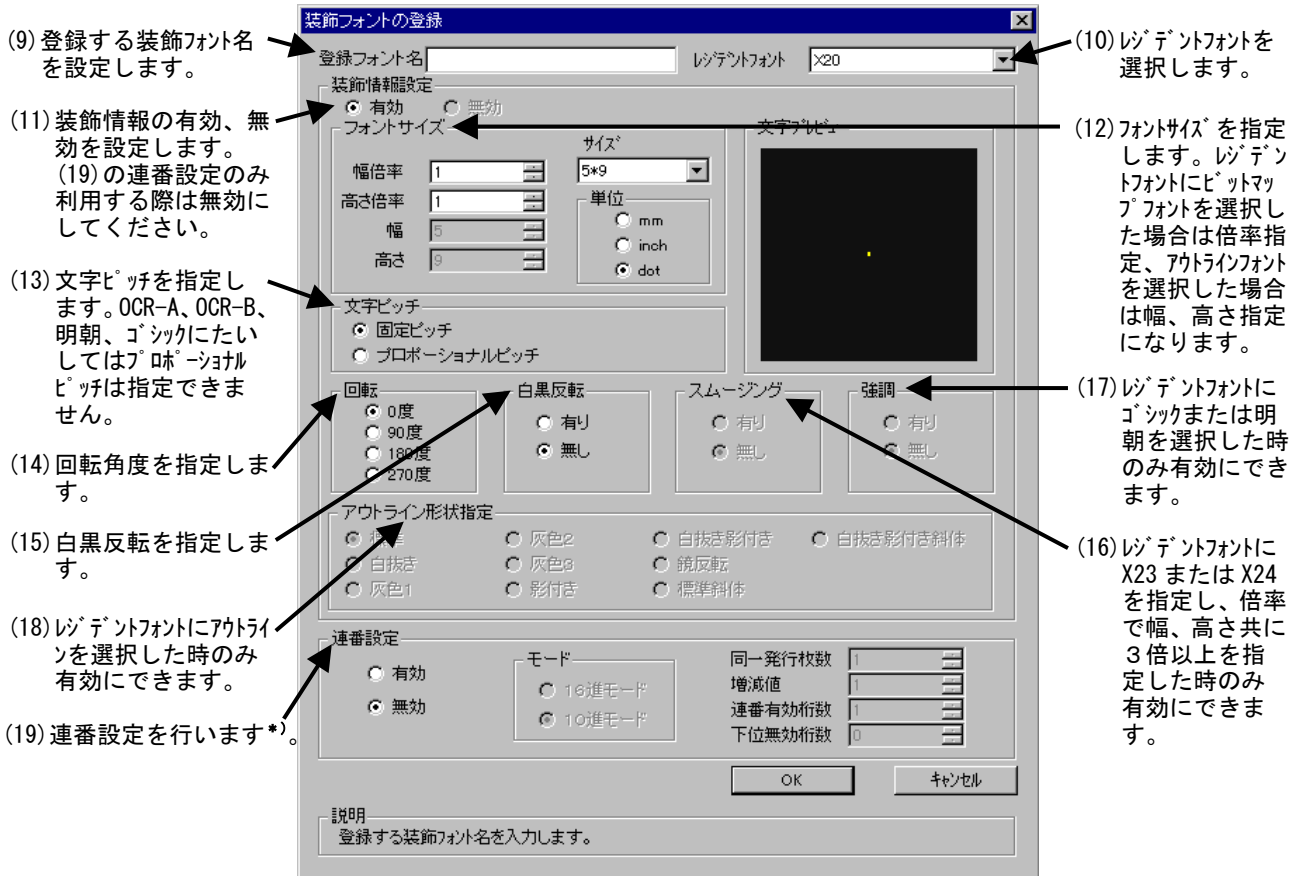 (9)登録する装飾ﾌｫﾝﾄ名
を設定します。
(11)装飾情報の有効、無
効を設定します。
(19)の連番設定のみ
利用する際は無効に
してください。
(13)文字ﾋﾟｯﾁを指定し
ます。OCR-A、OCR-B、
明朝、ｺﾞｼｯｸにたい
してはﾌﾟﾛﾎﾟｰｼｮﾅﾙ
ﾋﾟｯﾁは指定できま
せん。
(14)回転角度を指定しま
す。
(15)白黒反転を指定しま
す。
(18)ﾚｼﾞﾃﾞﾝﾄﾌｫﾝﾄにｱｳﾄﾗｲ
ﾝを選択した時のみ
有効にできます。
(19)連番設定を行います*)。
装飾フォントの登録
登録フォント名
ﾚｼﾞﾃﾞﾝﾄﾌｫﾝﾄ X20
装飾情報設定
有効 無効
フォントサイズ
幅倍率 1
高さ倍率 1
幅 5
高さ 9
ｻｲｽﾞ
5*9
単位
mm
inch
dot
文字ﾌﾟﾚﾋﾞｭｰ
文字ピッチ
固定ピッチ
プロポーショナルピッチ
回転
0度
90度
180度
270度
白黒反転
有り
無し
スムージング
有り
無し
強調
有り
無し
アウトライン形状指定
標準 灰色2 白抜き影付き 白抜き影付き斜体
白抜き 灰色3 鏡反転
灰色1 影付き 標準斜体
連番設定
有効
無効
モード
16進モード
10進モード
同一発行枚数 1
増減値 1
連番有効桁数 1
下位無効桁数 0
OK ｷｬﾝｾﾙ
説明
登録する装飾ﾌｫﾝﾄ名を入力します。
(10)ﾚｼﾞﾃﾞﾝﾄﾌｫﾝﾄを
選択します。
(12)ﾌｫﾝﾄｻｲｽﾞを指定
します。ﾚｼﾞﾃﾞﾝ
ﾄﾌｫﾝﾄにﾋﾞｯﾄﾏｯ
ﾌﾟﾌｫﾝﾄを選択し
た場合は倍率指
定、ｱｳﾄﾗｲﾝﾌｫﾝﾄ
を選択した場合
は幅、高さ指定
になります。
(17)ﾚｼﾞﾃﾞﾝﾄﾌｫﾝﾄに
ｺﾞｼｯｸまたは明
朝を選択した時
のみ有効にでき
ます。
(16)ﾚｼﾞﾃﾞﾝﾄﾌｫﾝﾄに
X23 または X24
を指定し、倍率
で幅、高さ共に
３倍以上を指
定した時のみ
有効にできま
す。